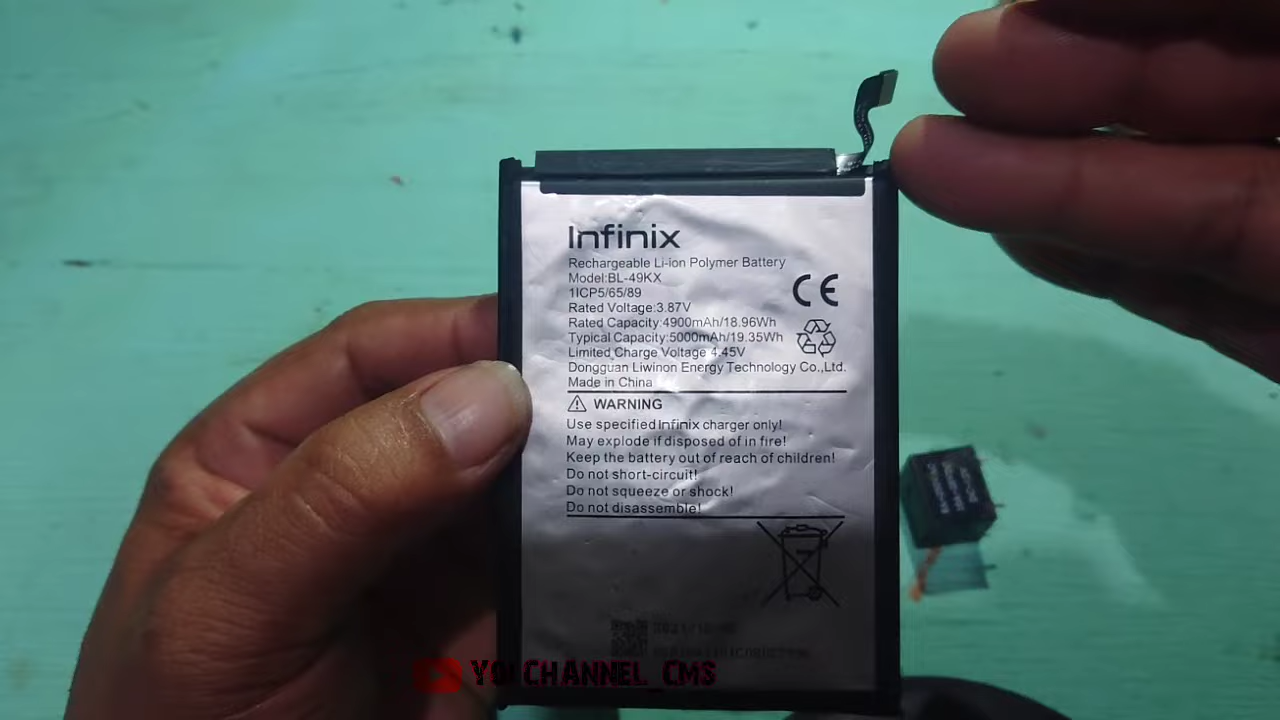 Infinix
Rechargeable Li-ion Polymer Battery
Model:BL-49KX
1ICP5/65/89
Rated Voltage:3.87V
Rated Capacity:4900mAh/18.96Wh
Typical Capacity:5000mAh/19.35Wh
Limited Charge Voltage 4.45V
Dongguan Liwinon Energy Technology Co.,Ltd.
Made in China
CE
WARNING
Use specified Infinix charger only!
May explode if disposed of in fire!
Keep the battery out of reach of children!
Do not short-circuit!
Do not squeeze or shock!
Do not disassemble!
CHANNEL_CMS